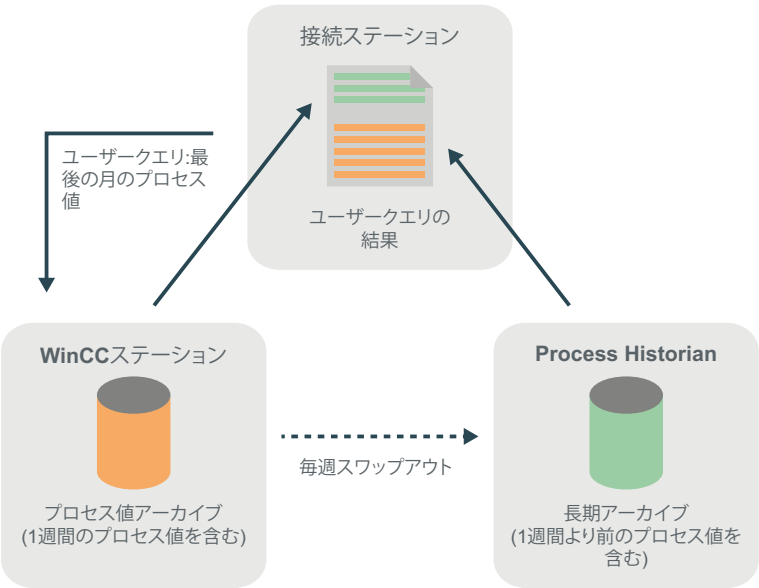 接続ステーション
ユーザークエリ:最
後の月のプロセス
値
ユーザークエリの
結果
WinCCステーション
Process Historian
毎週スワップアウト
プロセス値アーカイブ
(1週間のプロセス値を含む)
長期アーカイブ
(1週間より前のプロセス値を
含む)